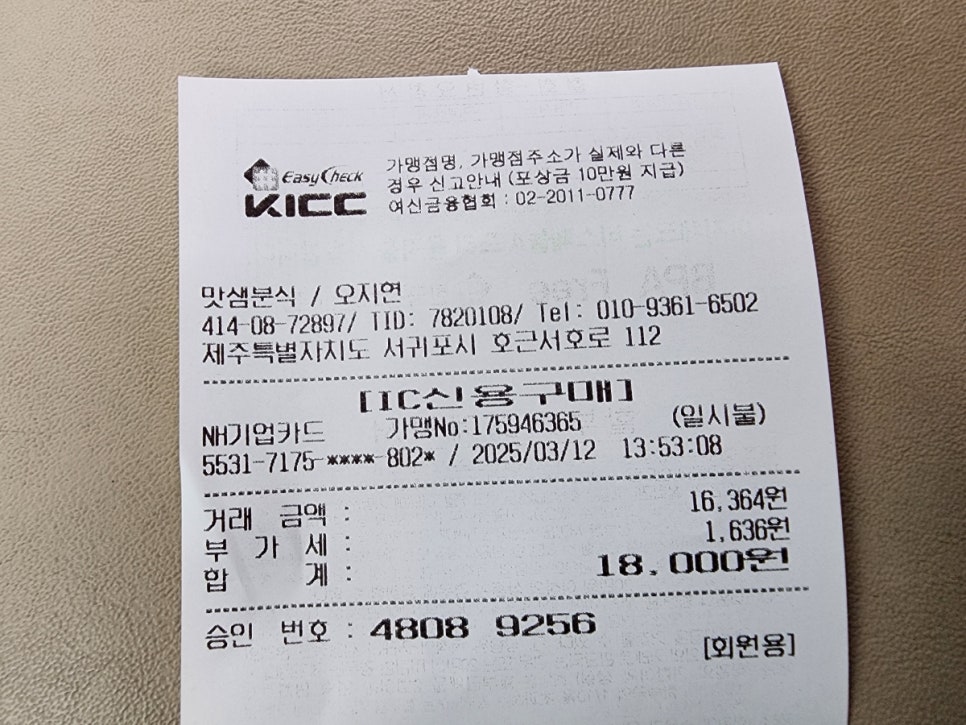 EasyCheck
KICC
가맹점명, 가맹점주소가 실제와 다른
경우 신고안내 (포상금 10만원 지급)
여신금융협회 : 02-2011-0777
맛샘분식 / 오지현
414-08-72897/ TID: 7820108/ Tel: 010-9361-6502
제주특별자치도 서귀포시 호근서호로 112
[IC신용구매]
NH기업카드 가맹No:175946365 (일시불)
5531-7175-****-802* / 2025/03/12 13:53:08
거래 금액 : 16,364원
부 가 세 : 1,636원
합 계 : 18,000원
승인 번호 : 4808 9256
[회원용]